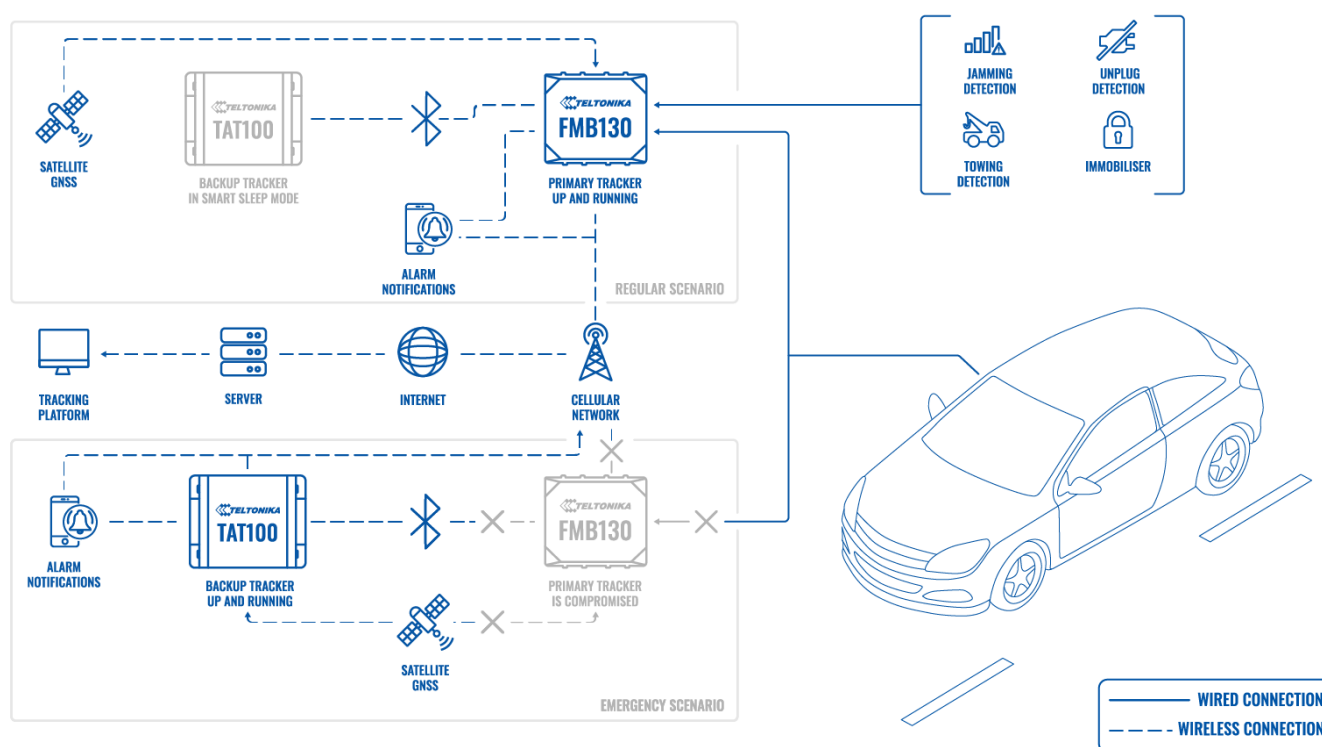 TELTONIKA
TAT100
BACKUP TRACKER
IN SMART SLEEP MODE
SATELLITE
GNSS
TELTONIKA
FMB130
PRIMARY TRACKER
UP AND RUNNING
ALARM
NOTIFICATIONS
REGULAR SCENARIO
JAMMING
DETECTION
UNPLUG
DETECTION
TOWING
DETECTION
IMMOBILISER
TRACKING
PLATFORM
SERVER
INTERNET
CELLULAR
NETWORK
ALARM
NOTIFICATIONS
TELTONIKA
TAT100
BACKUP TRACKER
UP AND RUNNING
TELTONIKA
FMB130
PRIMARY TRACKER
IS COMPROMISED
SATELLITE
GNSS
EMERGENCY SCENARIO
WIRED CONNECTION
WIRELESS CONNECTION